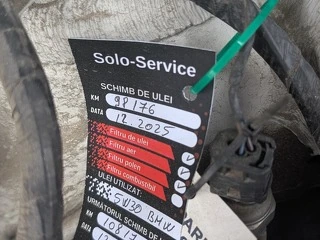 Solo-Service
SCHIMB DE ULEI
KM 98176
DATA 12.2025
Filtru de ulei
Filtru aer
Filtru polen
Filtru combustibil
ULEI UTILIZAT:
5W30 BMW
URMĂTORUL SCHIMB DE
KM